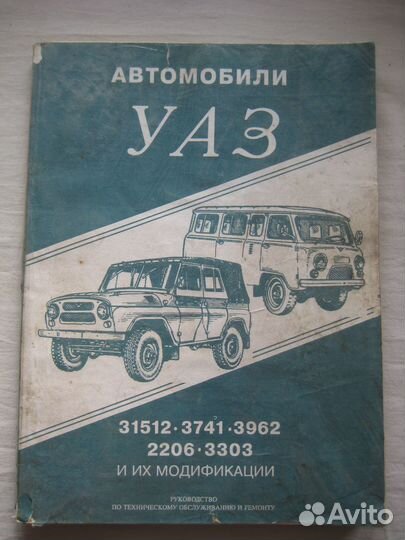 АВТОМОБИЛИ
УАЗ
31512·3741·3962
2206·3303
И ИХ МОДИФИКАЦИИ
РУКОВОДСТВО
ПО ТЕХНИЧЕСКОМУ ОБСЛУЖИВАНИЮ И РЕМОНТУ
Avito